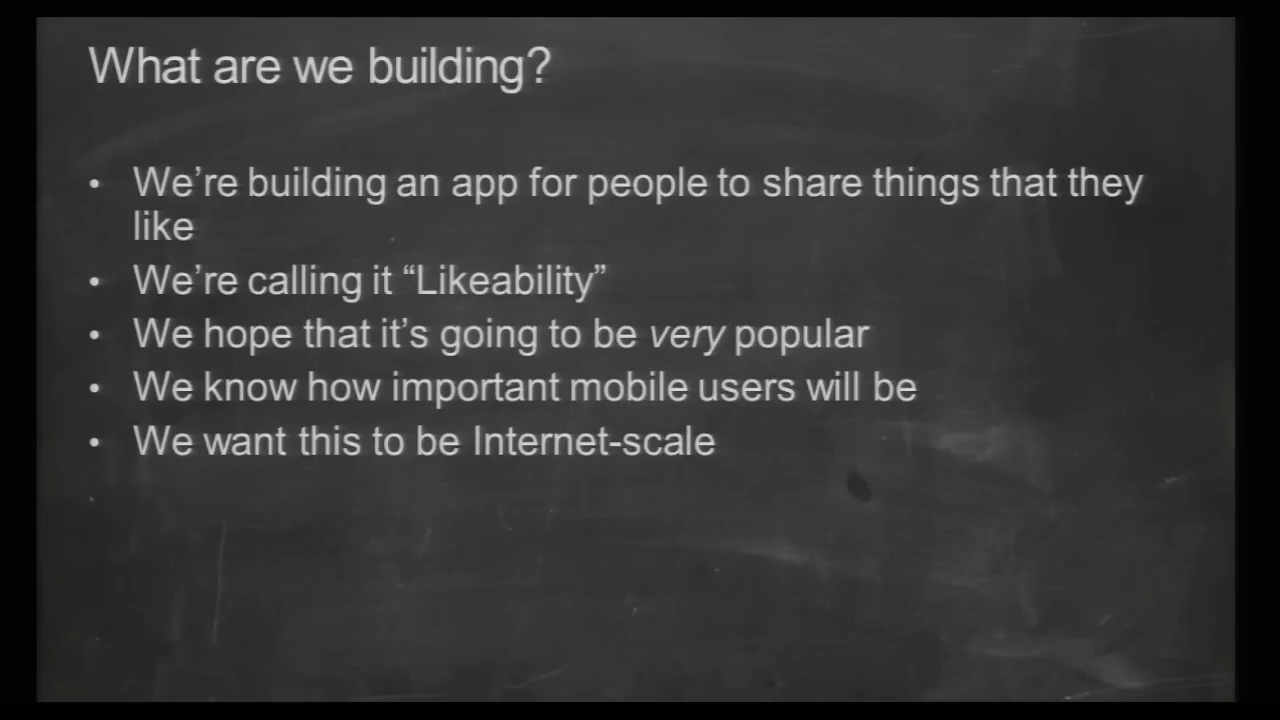 What are we building?
• We’re building an app for people to share things that they
like
• We’re calling it “Likeability”
• We hope that it’s going to be very popular
• We know how important mobile users will be
• We want this to be Internet-scale